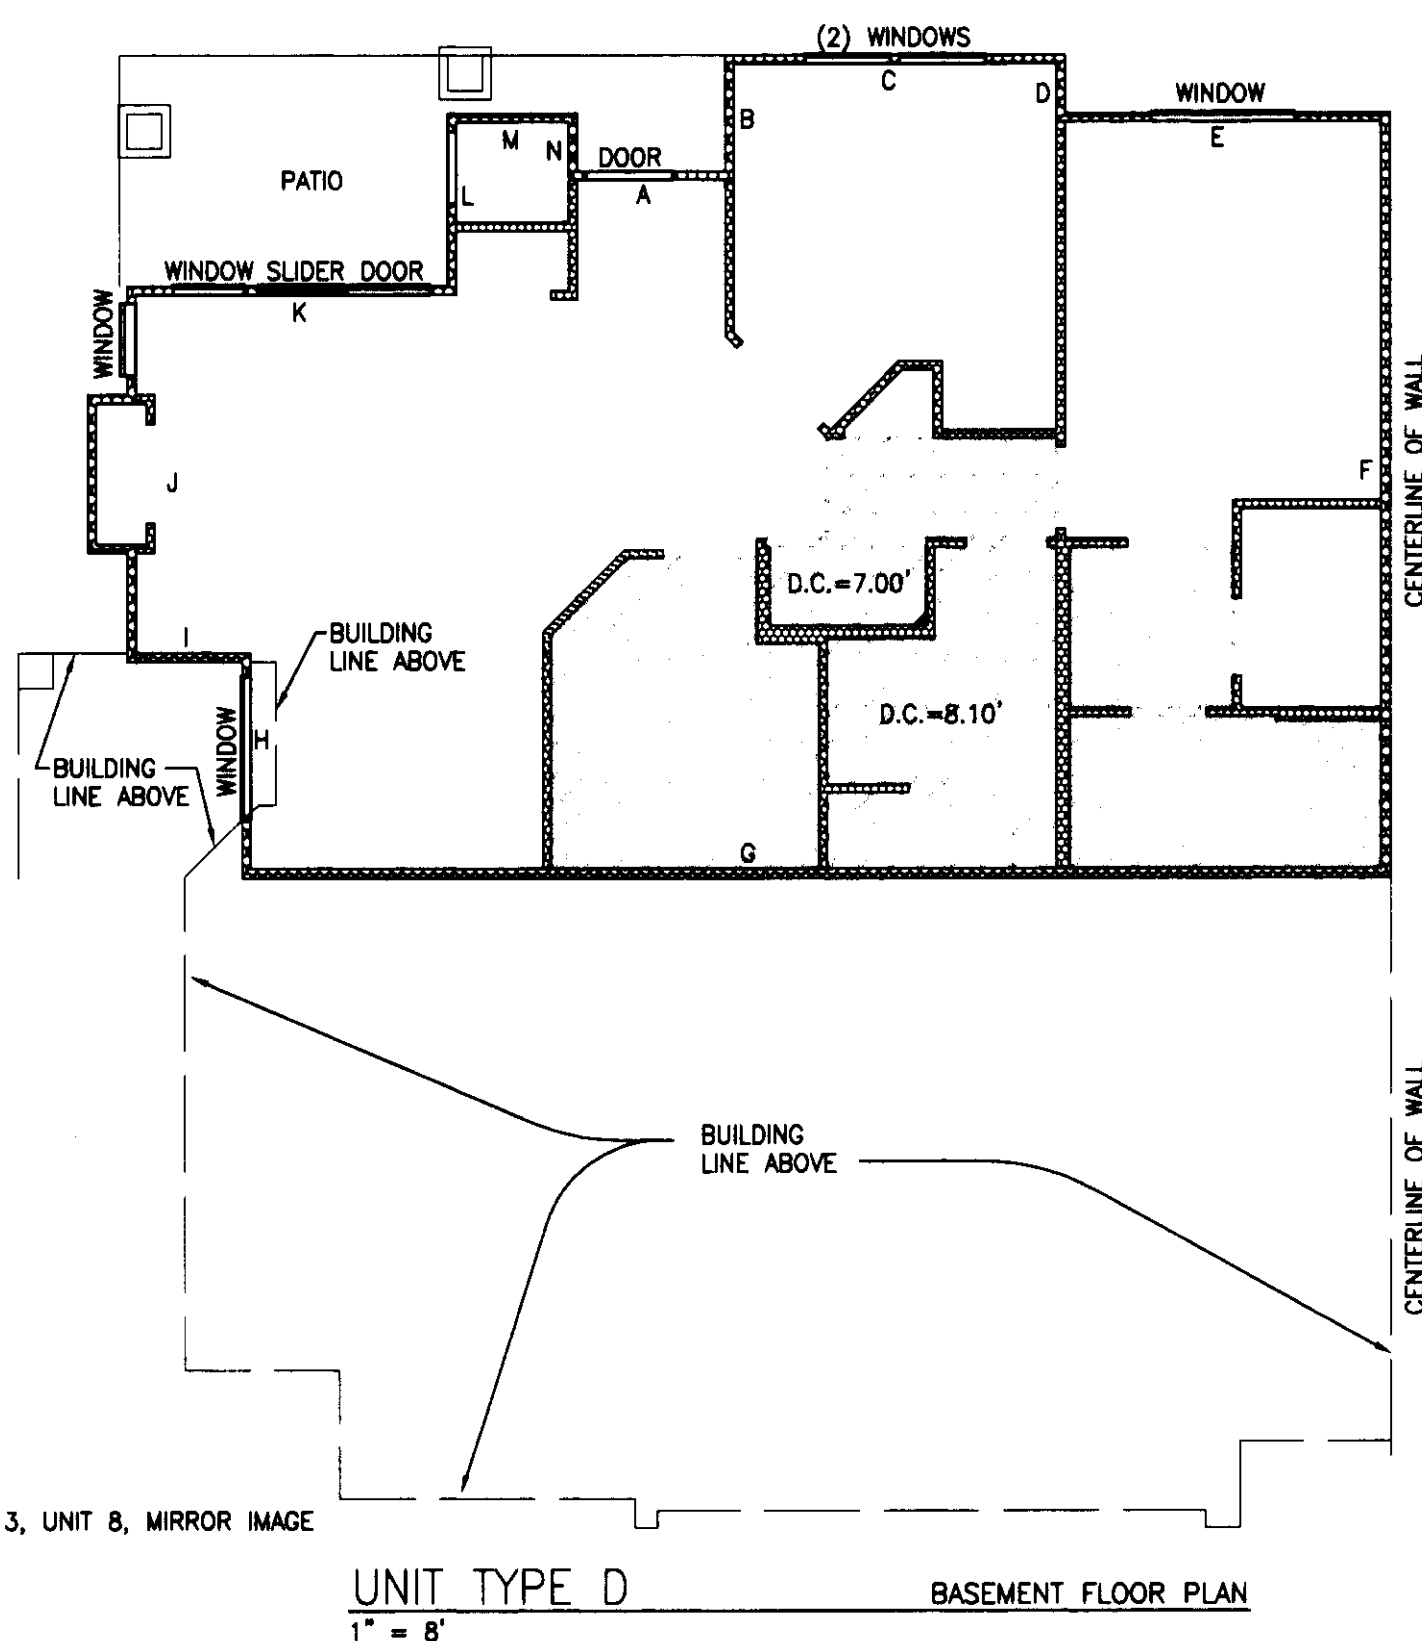 (2) WINDOWS
C
D
WINDOW
E
B
M
N
DOOR
A
PATIO
L
WINDOW SLIDER DOOR
K
WINDOW
CENTERLINE OF WALL
F
J
D.C.=7.00'
I
BUILDING
LINE ABOVE
D.C.=8.10'
WINDOW
H
BUILDING
LINE ABOVE
G
BUILDING
LINE ABOVE
CENTERLINE OF WALL
3, UNIT 8, MIRROR IMAGE
UNIT TYPE D
BASEMENT FLOOR PLAN
1" = 8'